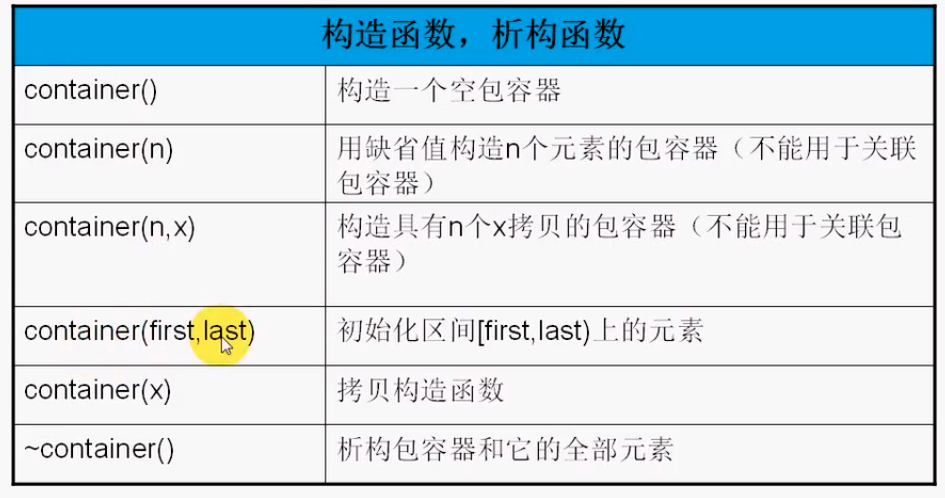 构造函数，析构函数
container()
构造一个空包容器
container(n)
用缺省值构造n个元素的包容器（不能用于关联
包容器）
container(n,x)
构造具有n个x拷贝的包容器（不能用于关联包
容器）
container(first,last)
初始化区间[first,last)上的元素
container(x)
拷贝构造函数
~container()
析构包容器和它的全部元素